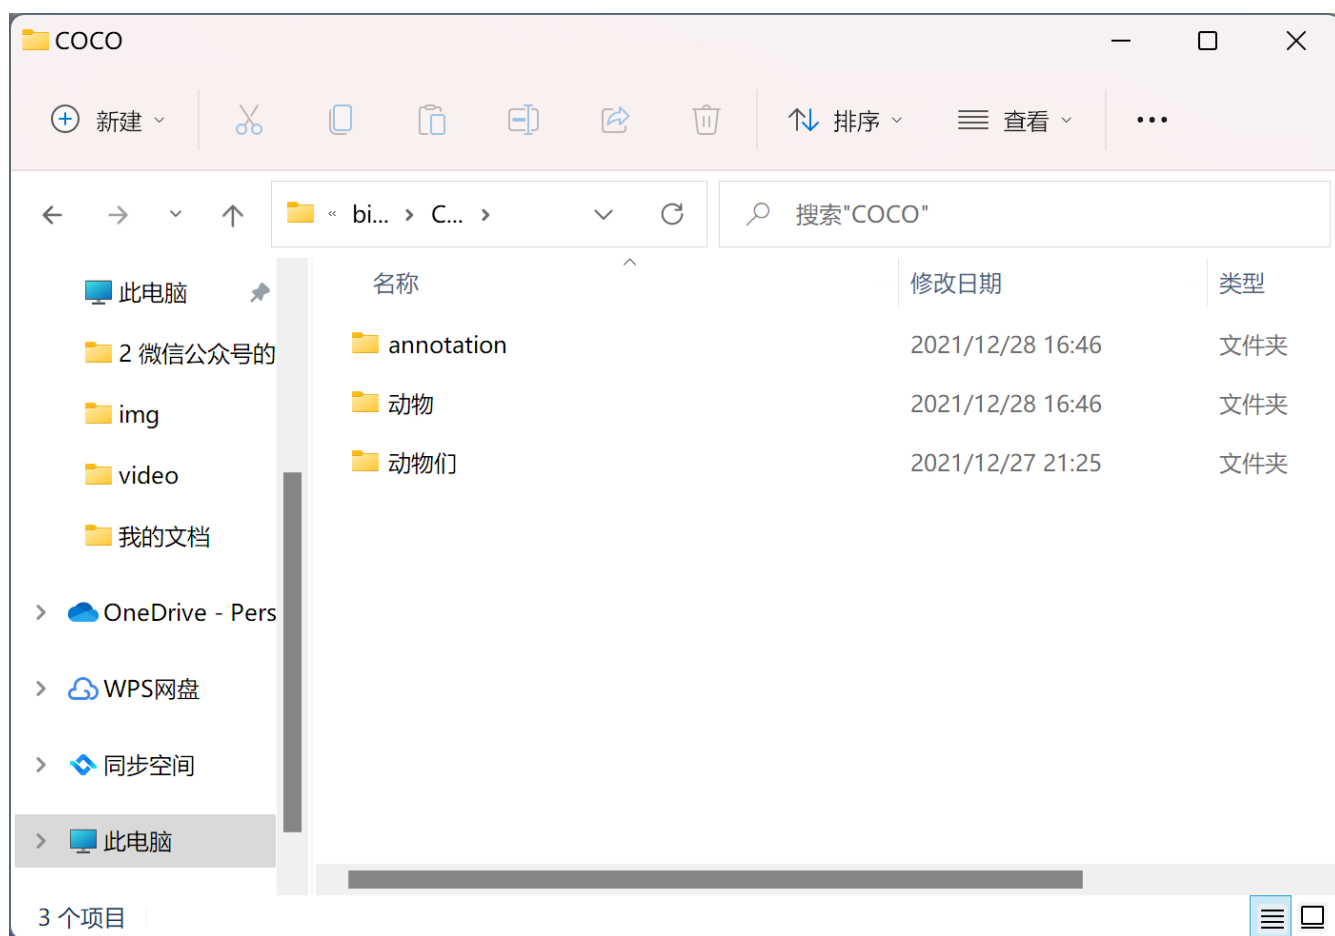 COCO
新建 排序 查看
« bi... › C... › 搜索"COCO"
名称 修改日期 类型
此电脑
2 微信公众号的
img
video
我的文档
OneDrive - Pers
WPS网盘
同步空间
此电脑
annotation 2021/12/28 16:46 文件夹
动物 2021/12/28 16:46 文件夹
动物们 2021/12/27 21:25 文件夹
3 个项目